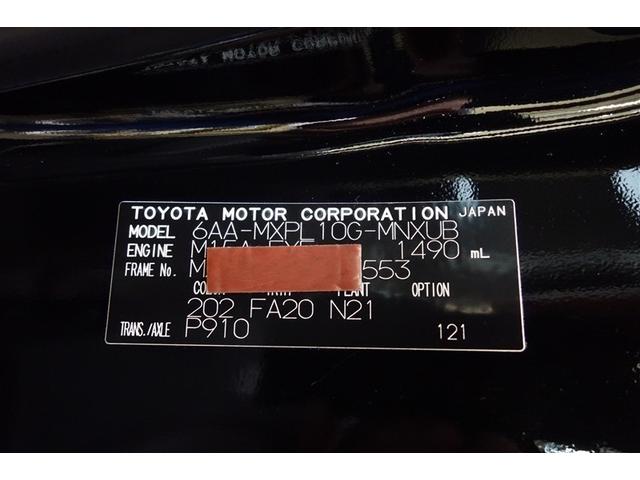 TOYOTA MOTOR CORPORATION JAPAN
MODEL 6AA-MXPL10G-MNXUB
ENGINE 1490 mL
FRAME No. 553
OPTION
202 FA20 N21
TRANS./AXLE P910 121